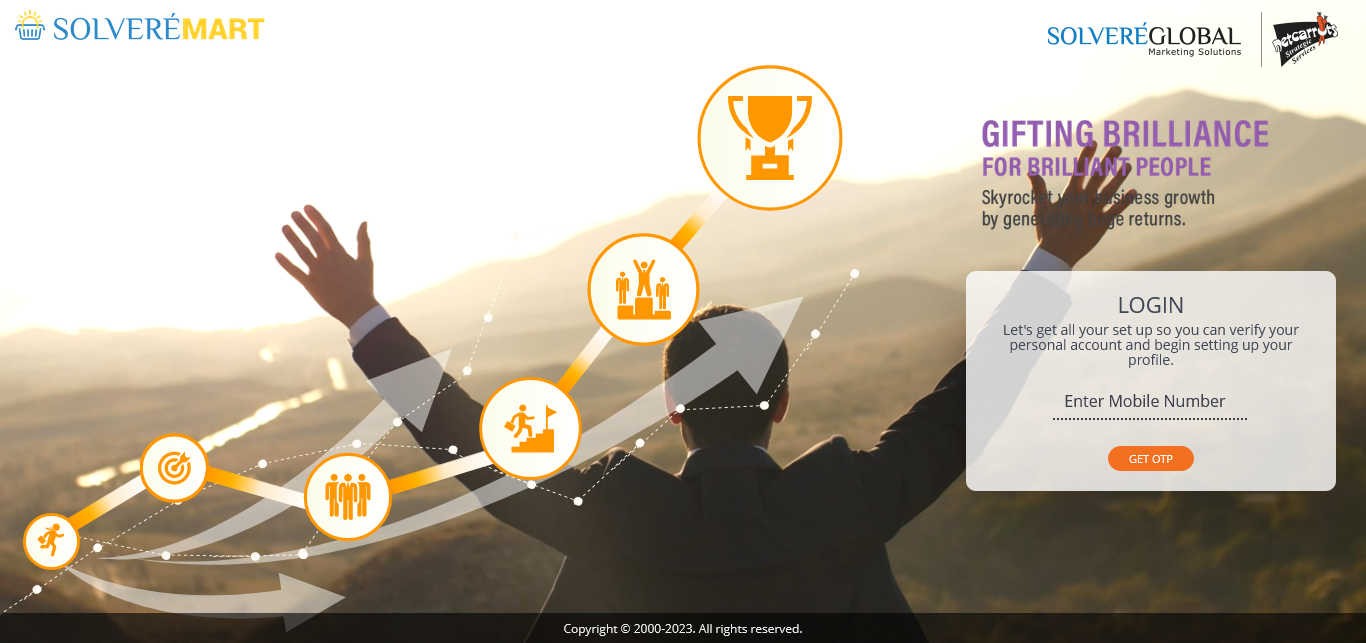 SOLVERÉMART
SOLVERÉGLOBAL
Marketing Solutions
netcarrots
Strategic
Services
GIFTING BRILLIANCE
FOR BRILLIANT PEOPLE
Skyrocket your business growth
by generating huge returns.
LOGIN
Let's get all your set up so you can verify your
personal account and begin setting up your
profile.
Enter Mobile Number
GET OTP
Copyright © 2000-2023. All rights reserved.